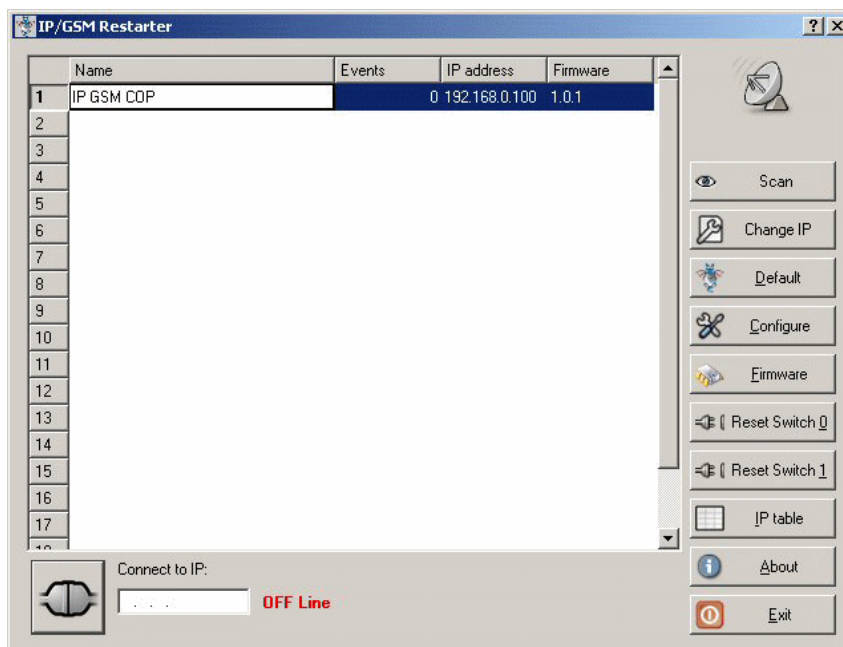 IP/GSM Restarter
Name Events IP address Firmware
1 IP GSM COP 0 192.168.0.100 1.0.1
2
3
4
5
6
7
8
9
10
11
12
13
14
15
16
17
Scan
Change IP
Default
Configure
Firmware
Reset Switch 0
Reset Switch 1
IP table
About
Exit
Connect to IP:
. . .
OFF Line